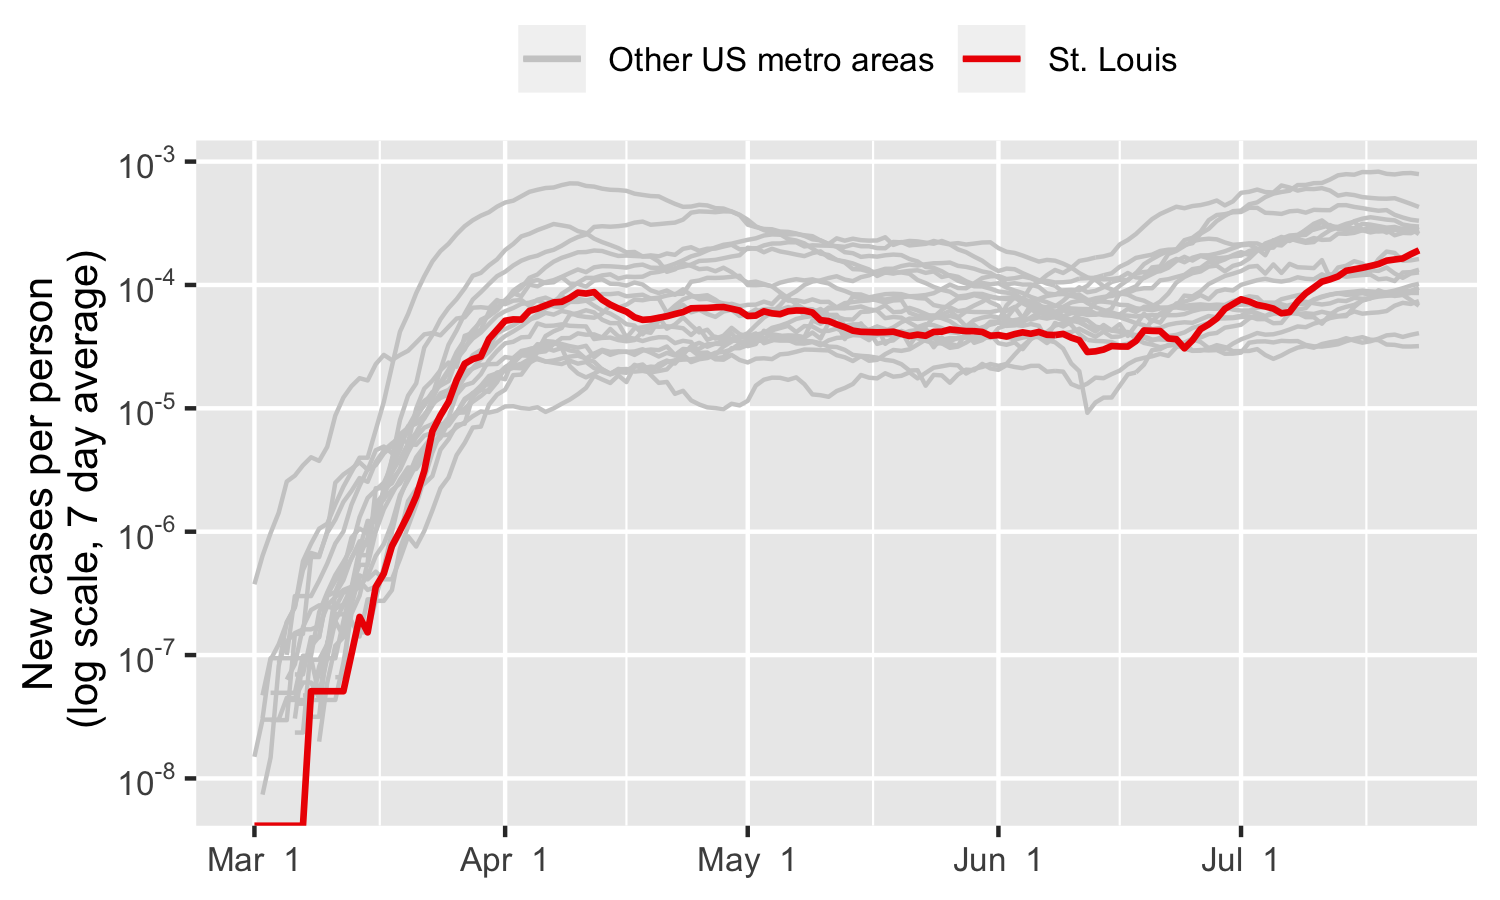 Other US metro areas St. Louis
New cases per person
(log scale, 7 day average)
10⁻³
10⁻⁴
10⁻⁵
10⁻⁶
10⁻⁷
10⁻⁸
Mar 1 Apr 1 May 1 Jun 1 Jul 1